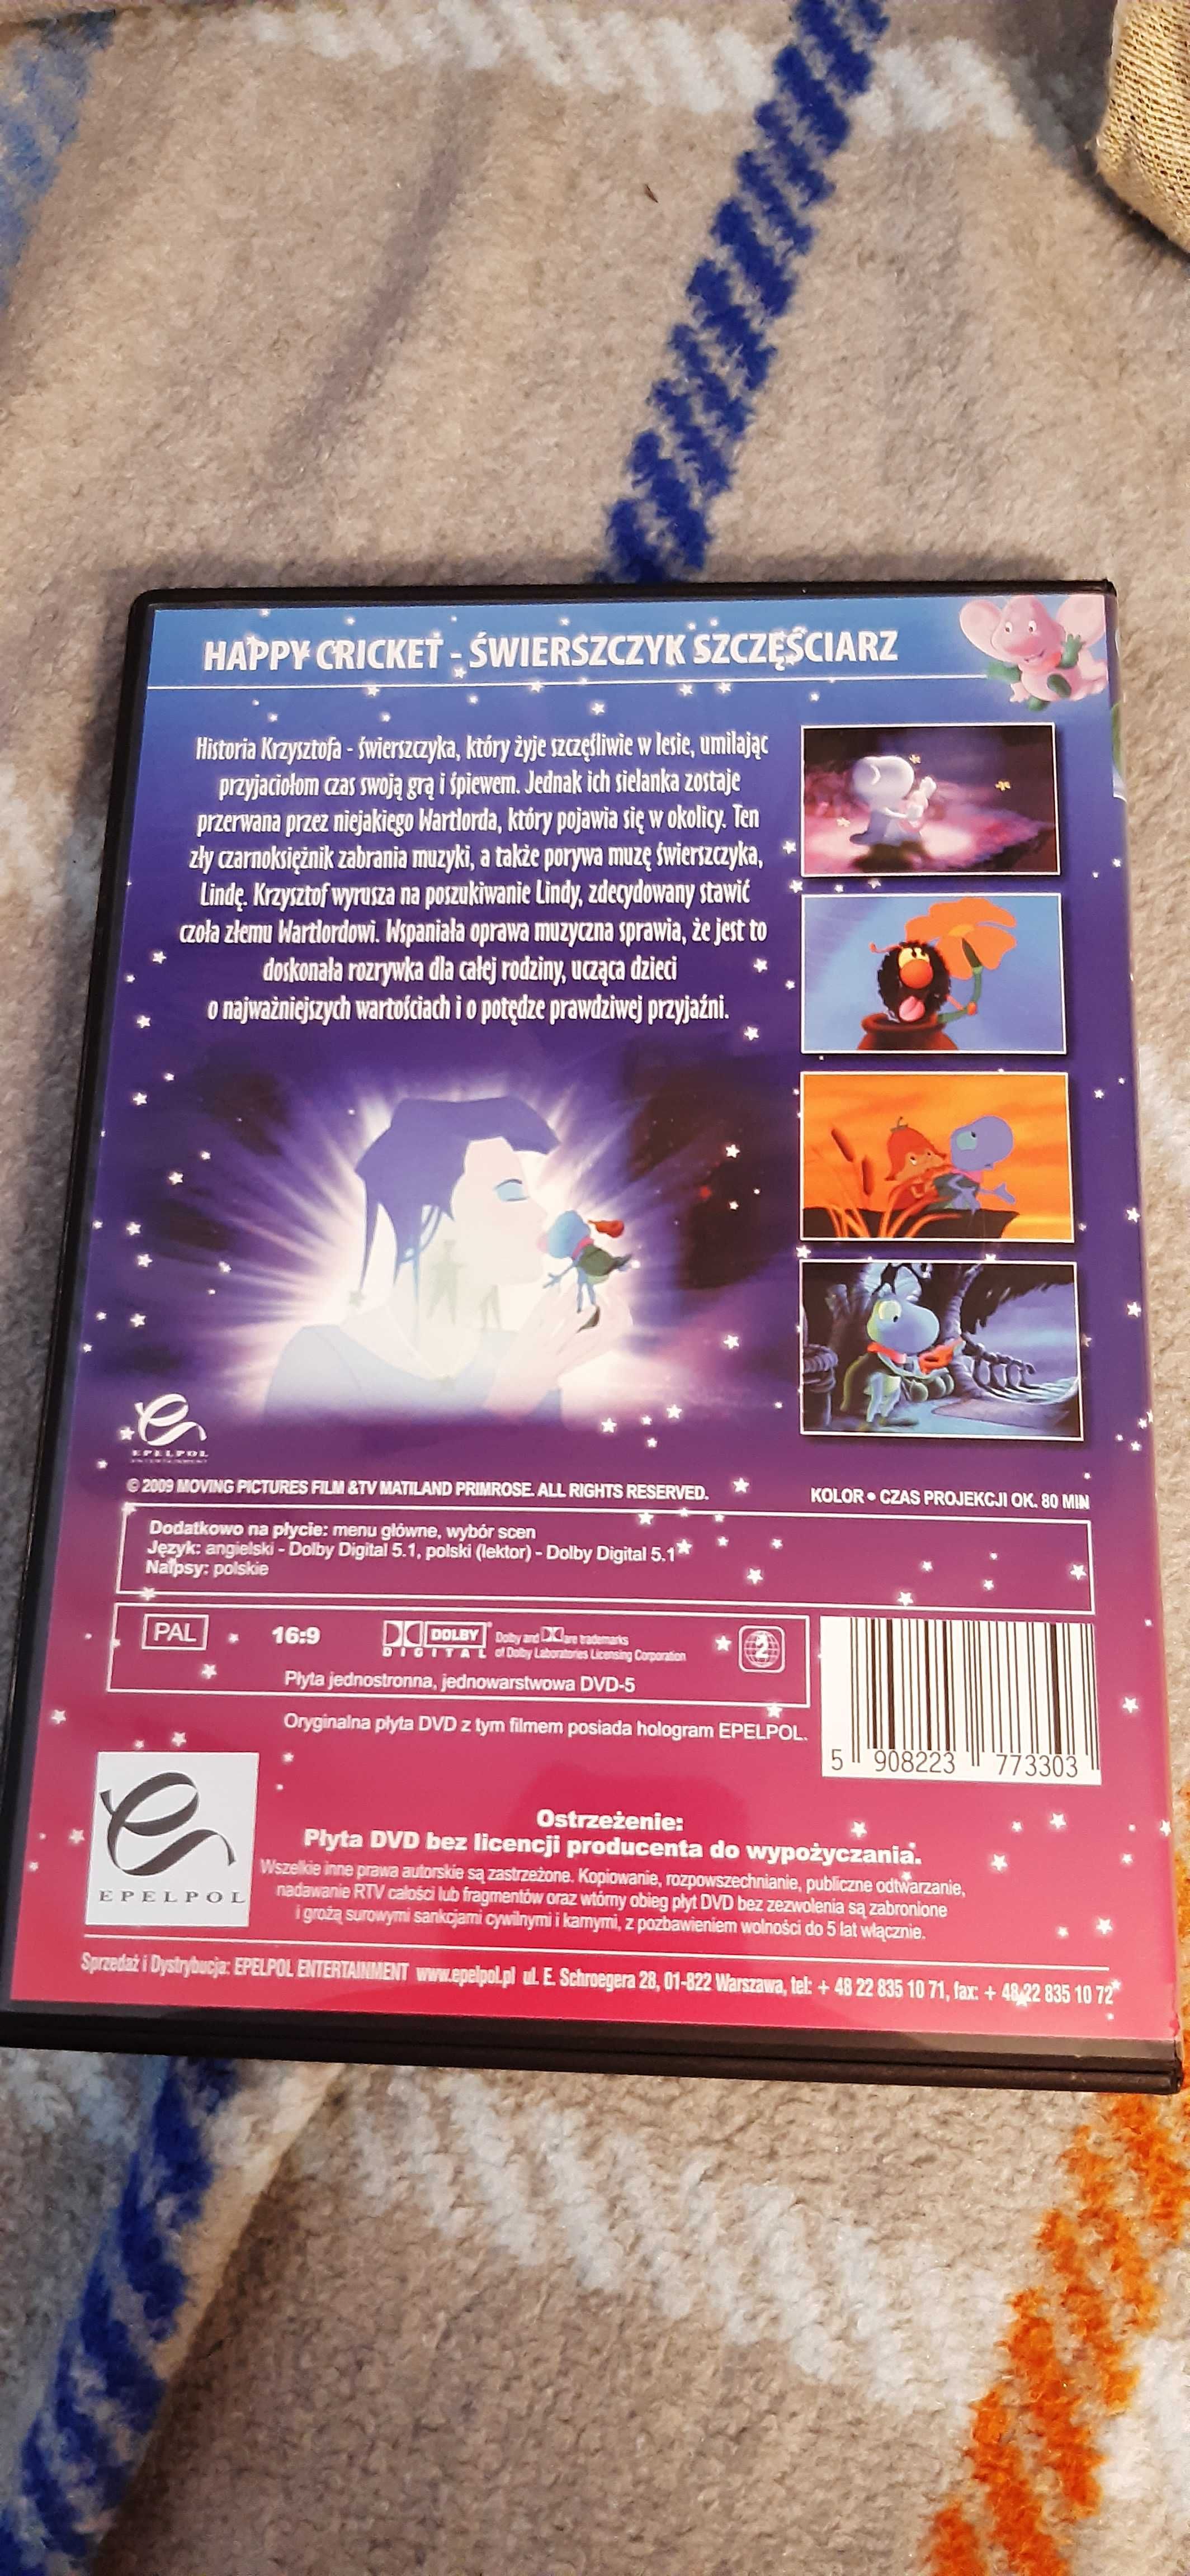 HAPPY CRICKET - ŚWIERSZCZYK SZCZĘŚCIARZ
Historia Krzysztofa - świerszczyka, który żyje szczęśliwie w lesie, umilając
przyjaciołom czas swoją grą i śpiewem. Jednak ich sielanka zostaje
przerwana przez niejakiego Wartlorda, który pojawia się w okolicy. Ten
zły czarnoksiężnik zabrania muzyki, a także porywa muzę świerszczyka,
Lindę. Krzysztof wyrusza na poszukiwanie Lindy, zdecydowany stawić
czoła złemu Wartlordowi. Wspaniała oprawa muzyczna sprawia, że jest to
doskonała rozrywka dla całej rodziny, ucząca dzieci
o najważniejszych wartościach i o potędze prawdziwej przyjaźni.
EPELPOL
ENTERTAINMENT
© 2009 MOVING PICTURES FILM &TV MATILAND PRIMROSE. ALL RIGHTS RESERVED.
KOLOR • CZAS PROJEKCJI OK. 80 MIN
Dodatkowo na płycie: menu główne, wybór scen
Język: angielski - Dolby Digital 5.1, polski (lektor) - Dolby Digital 5.1
Naipsy: polskie
PAL
16:9
DOLBY
DIGITAL
Dolby and are trademarks
of Dolby Laboratories Licensing Corporation
2
Płyta jednostronna, jednowarstwowa DVD-5
Oryginalna płyta DVD z tym filmem posiada hologram EPELPOL.
5 908223 773303
EPELPOL
Ostrzeżenie:
Płyta DVD bez licencji producenta do wypożyczania.
Wszelkie inne prawa autorskie są zastrzeżone. Kopiowanie, rozpowszechnianie, publiczne odtwarzanie,
nadawanie RTV całości lub fragmentów oraz wtórny obieg płyt DVD bez zezwolenia są zabronione
i grożą surowymi sankcjami cywilnymi i karnymi, z pozbawieniem wolności do 5 lat włącznie.
Sprzedaż i Dystrybucja: EPELPOL ENTERTAINMENT www.epelpol.pl ul. E. Schroegera 28, 01-822 Warszawa, tel: + 48 22 835 10 71, fax: + 48 22 835 10 72